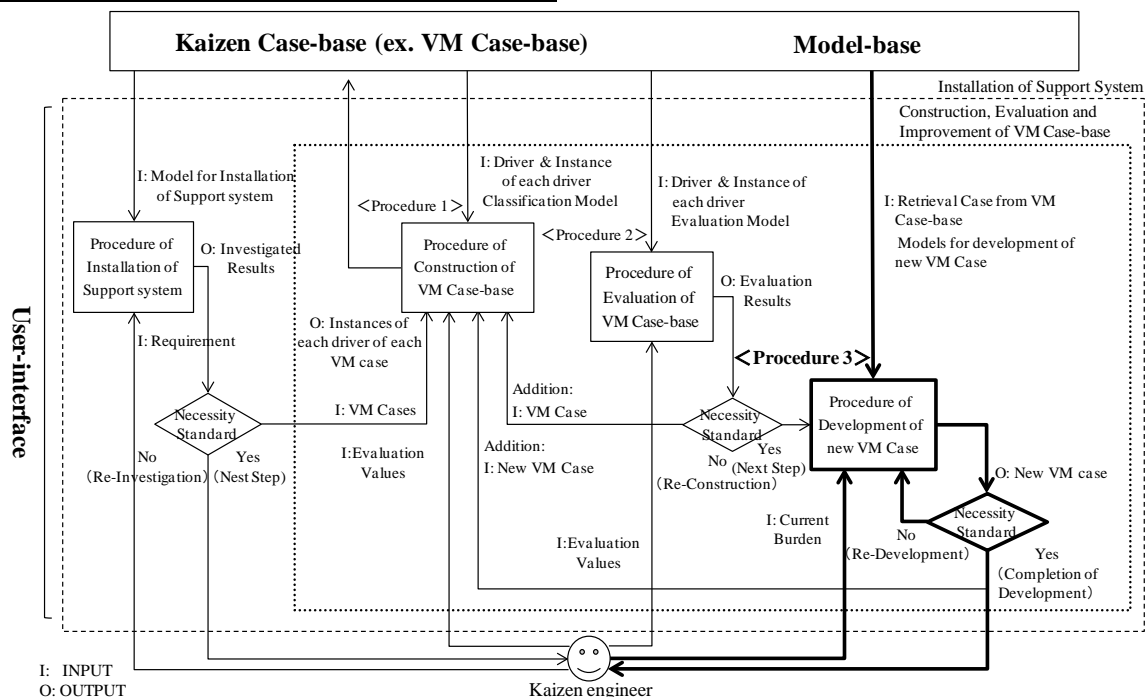 Kaizen Case-base (ex. VM Case-base)
Model-base
Installation of Support System
Construction, Evaluation and
Improvement of VM Case-base
User-interface
I: Model for Installation
of Support system
<Procedure 1>
I: Driver & Instance
of each driver
Classification Model
<Procedure 2>
I: Driver & Instance of
each driver
Evaluation Model
I: Retrieval Case from VM
Case-base
Models for development of
new VM Case
Procedure of
Installation of
Support system
O: Investigated
Results
Procedure of
Construction of
VM Case-base
Procedure of
Evaluation of
VM Case-base
O: Evaluation
Results
I: Requirement
O: Instances of
each driver of each
VM case
<Procedure 3>
Necessity
Standard
I: VM Cases
Addition:
I: VM Case
Necessity
Standard
Procedure of
Development of
new VM Case
No
(Re-Investigation)
Yes
(Nest Step)
I:Evaluation
Values
Addition:
I: New VM Case
No
(Re-Construction)
Yes
(Next Step)
O: New VM case
I: Current
Burden
Necessity
Standard
No
(Re-Development)
I:Evaluation
Values
Yes
(Completion of
Development)
I: INPUT
O: OUTPUT
Kaizen engineer